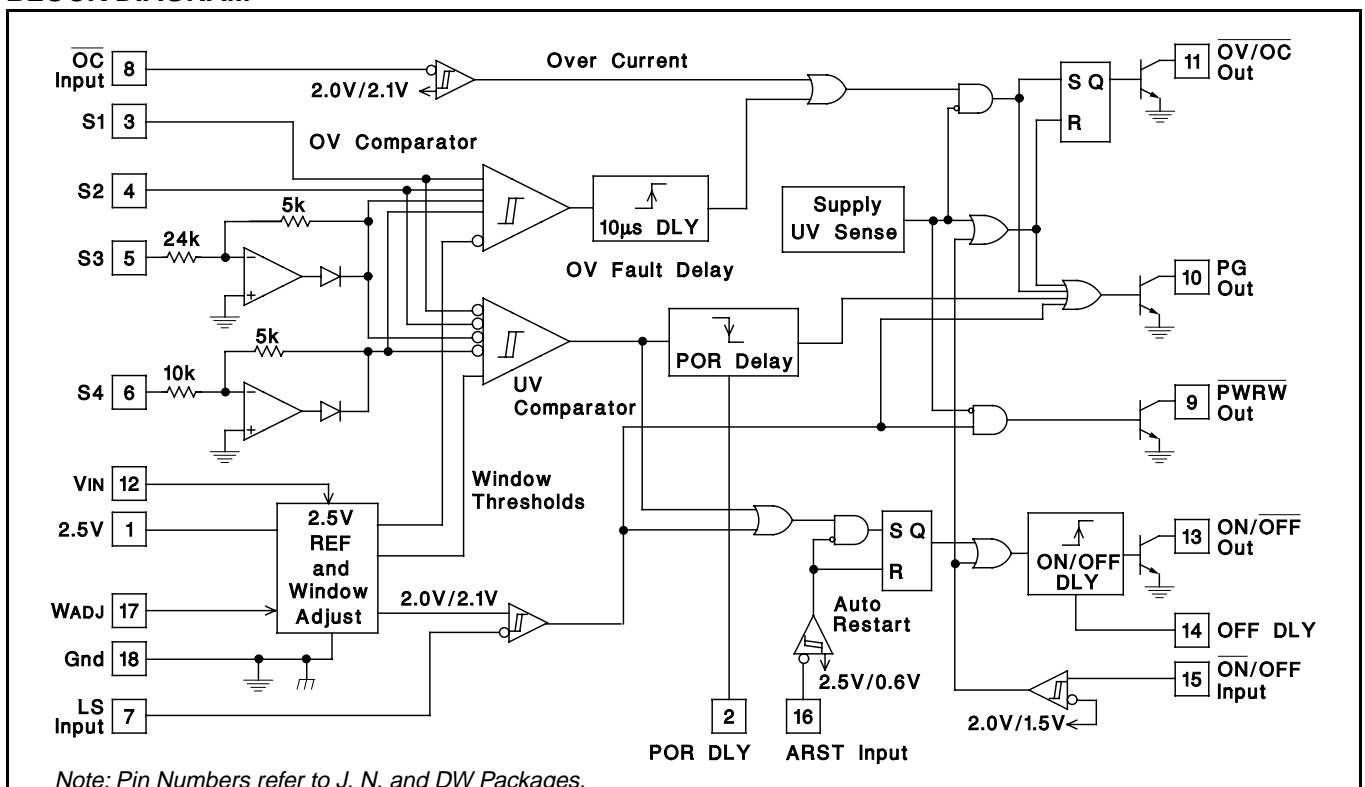 OC
Input
8
2.0V/2.1V
Over Current
S1
3
OV Comparator
S2
4
5k
10µs DLY
24k
S3
5
-
+
OV Fault Delay
5k
10k
S4
6
-
+
UV
Comparator
POR Delay
Supply
UV Sense
S Q
R
11
OV/OC
Out
10
PG
Out
9
PWRW
Out
VIN
12
2.5V
1
2.5V
REF
and
Window
Adjust
Window
Thresholds
WADJ
17
2.0V/2.1V
Gnd
18
LS
Input
7
S Q
R
Auto
Restart
2.5V/0.6V
ON/OFF
DLY
13
ON/OFF
Out
14
OFF DLY
15
ON/OFF
Input
2.0V/1.5V
2
POR DLY
16
ARST Input
Note: Pin Numbers refer to J, N, and DW Packages.